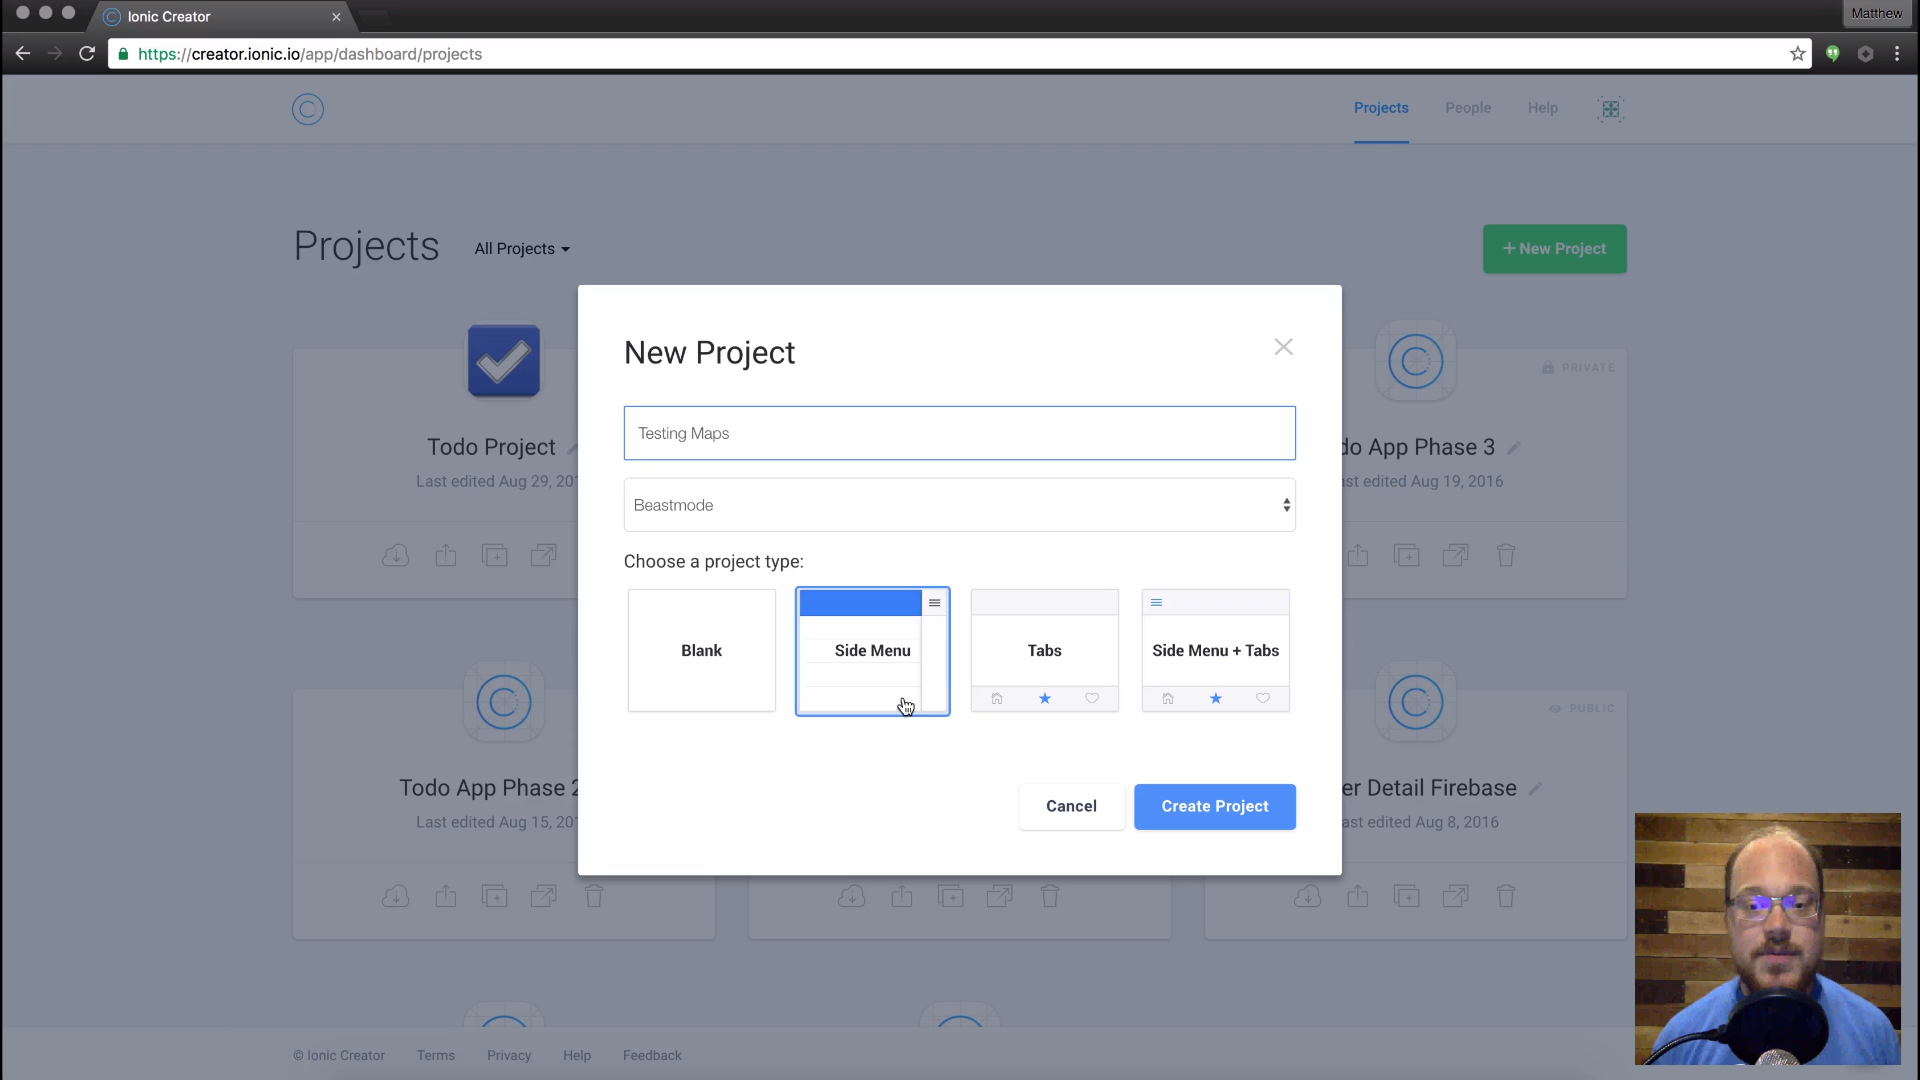 Ionic Creator
Matthew
https://creator.ionic.io/app/dashboard/projects
Projects
People
Help
Projects
All Projects
+ New Project
New Project
Testing Maps
Beastmode
Choose a project type:
Blank
Side Menu
Tabs
Side Menu + Tabs
Cancel
Create Project
Todo Project
Last edited Aug 29, 20
PRIVATE
do App Phase 3
st edited Aug 19, 2016
Todo App Phase 2
Last edited Aug 15, 20
PUBLIC
er Detail Firebase
ast edited Aug 8, 2016
© Ionic Creator
Terms
Privacy
Help
Feedback